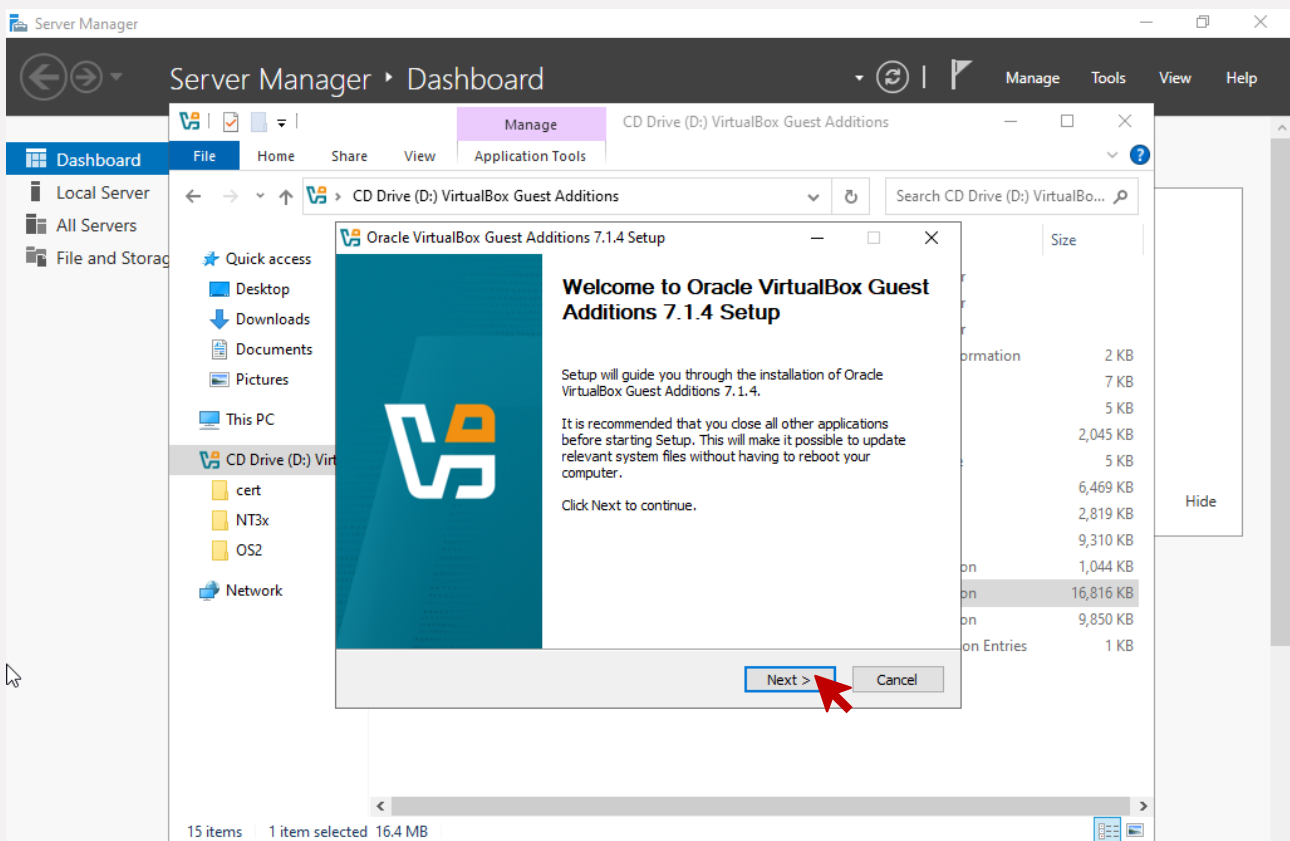 Server Manager
Server Manager • Dashboard
Manage Tools View Help
Manage CD Drive (D:) VirtualBox Guest Additions
File Home Share View Application Tools
CD Drive (D:) VirtualBox Guest Additions
Search CD Drive (D:) VirtualBo...
Dashboard
Local Server
All Servers
File and Storag
Quick access
Desktop
Downloads
Documents
Pictures
This PC
CD Drive (D:) Virt
cert
NT3x
OS2
Network
Oracle VirtualBox Guest Additions 7.1.4 Setup
Welcome to Oracle VirtualBox Guest
Additions 7.1.4 Setup
Setup will guide you through the installation of Oracle
VirtualBox Guest Additions 7.1.4.
It is recommended that you close all other applications
before starting Setup. This will make it possible to update
relevant system files without having to reboot your
computer.
Click Next to continue.
Next > Cancel
Size
r
r
r
ormation 2 KB
7 KB
5 KB
2,045 KB
5 KB
6,469 KB
2,819 KB
9,310 KB
on 1,044 KB
on 16,816 KB
on 9,850 KB
on Entries 1 KB
Hide
15 items 1 item selected 16.4 MB